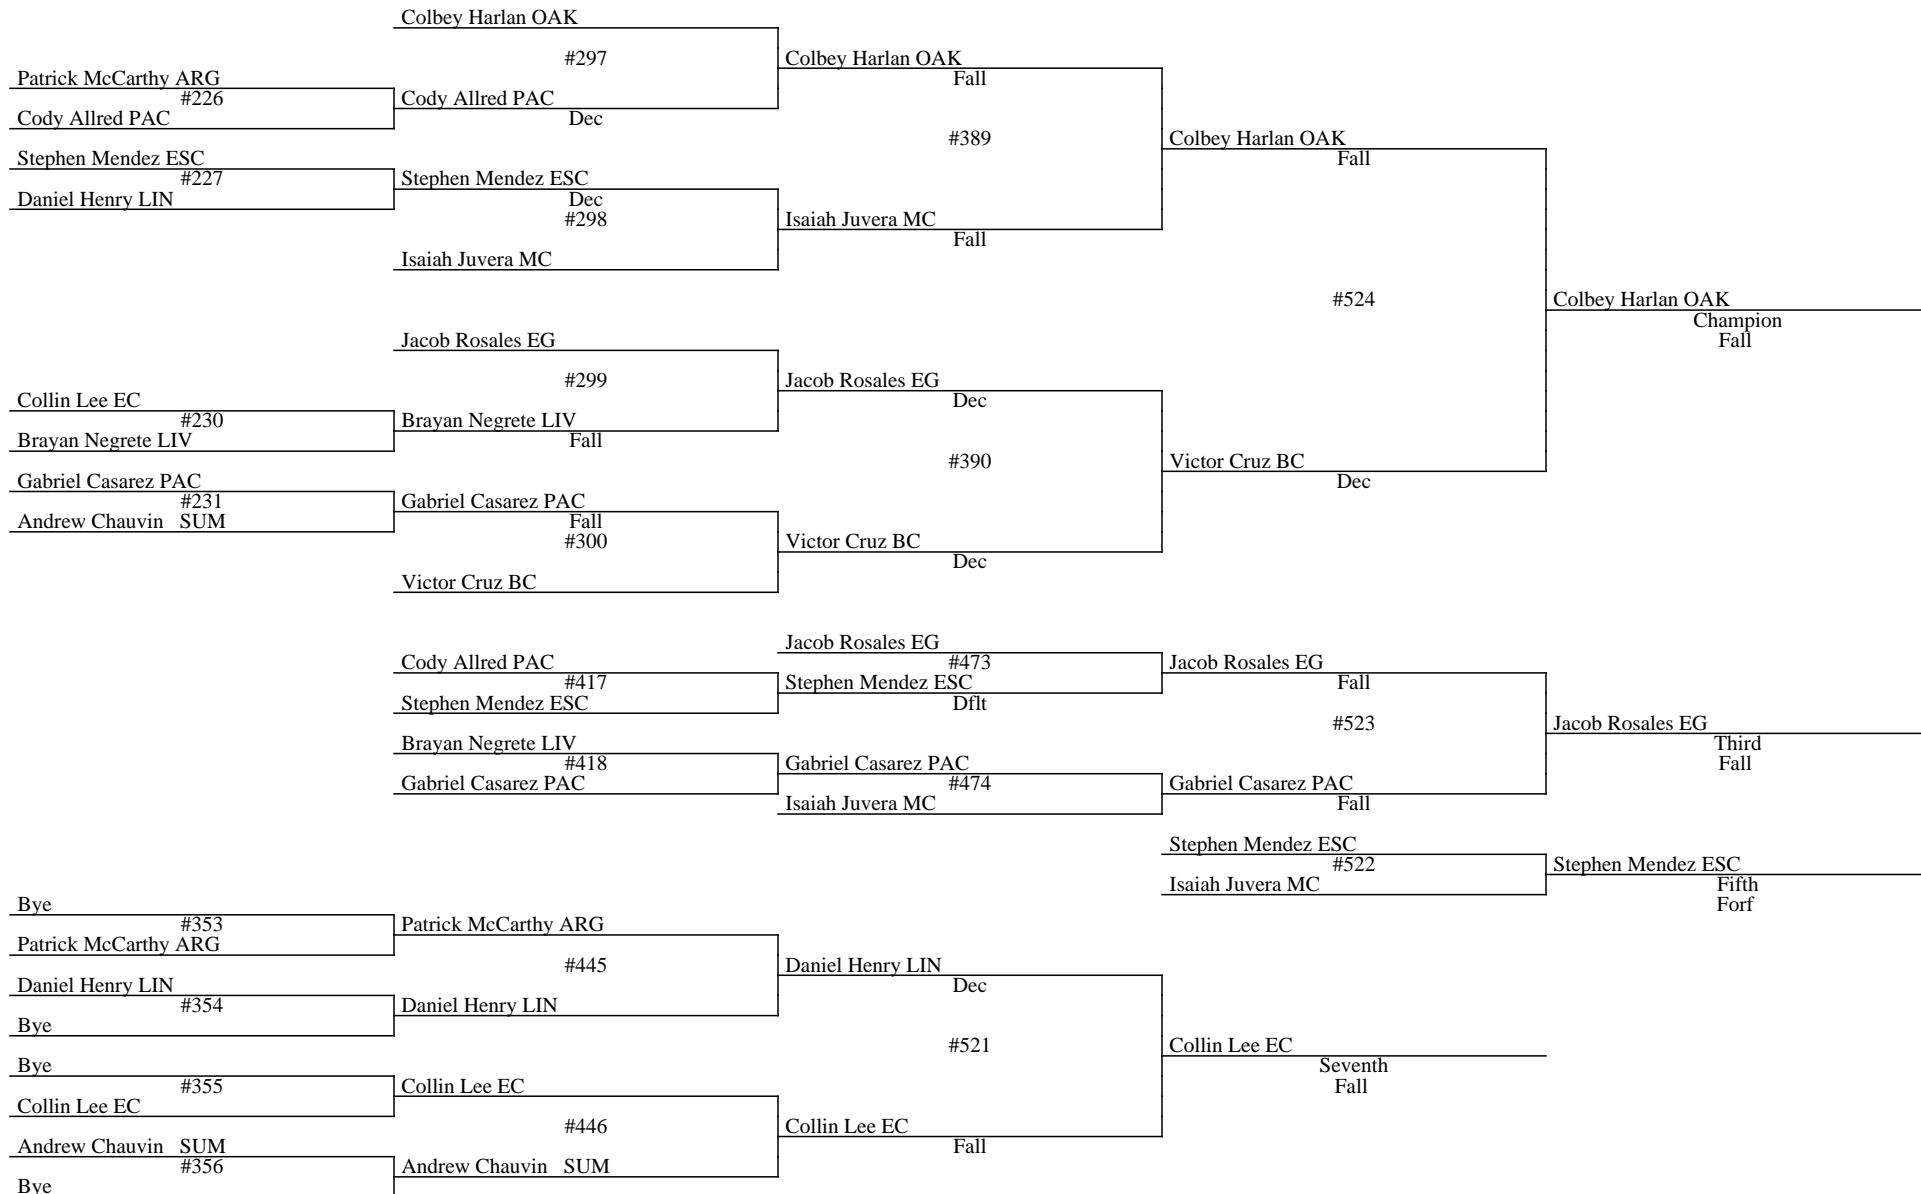 Colbey Harlan OAK
#297
Colbey Harlan OAK
Patrick McCarthy ARG
Fall
#226
Cody Allred PAC
Cody Allred PAC
Dec
#389
Colbey Harlan OAK
Stephen Mendez ESC
Fall
#227
Stephen Mendez ESC
Daniel Henry LIN
Dec
#298
Isaiah Juvera MC
Fall
Isaiah Juvera MC
#524
Colbey Harlan OAK
Champion
Jacob Rosales EG
Fall
#299
Jacob Rosales EG
Collin Lee EC
Dec
#230
Brayan Negrete LIV
Brayan Negrete LIV
Fall
#390
Victor Cruz BC
Gabriel Casarez PAC
Dec
#231
Gabriel Casarez PAC
Andrew Chauvin SUM
Fall
#300
Victor Cruz BC
Dec
Victor Cruz BC
Jacob Rosales EG
Cody Allred PAC
#473
Jacob Rosales EG
#417
Stephen Mendez ESC
Fall
Stephen Mendez ESC
Dflt
#523
Jacob Rosales EG
Brayan Negrete LIV
Third
#418
Gabriel Casarez PAC
Fall
Gabriel Casarez PAC
#474
Gabriel Casarez PAC
Isaiah Juvera MC
Fall
Stephen Mendez ESC
#522
Stephen Mendez ESC
Isaiah Juvera MC
Fifth
Bye
Forf
#353
Patrick McCarthy ARG
Patrick McCarthy ARG
#445
Daniel Henry LIN
Daniel Henry LIN
Dec
#354
Daniel Henry LIN
Bye
#521
Collin Lee EC
Bye
Seventh
#355
Collin Lee EC
Fall
Collin Lee EC
#446
Collin Lee EC
Andrew Chauvin SUM
Fall
#356
Andrew Chauvin SUM
Bye